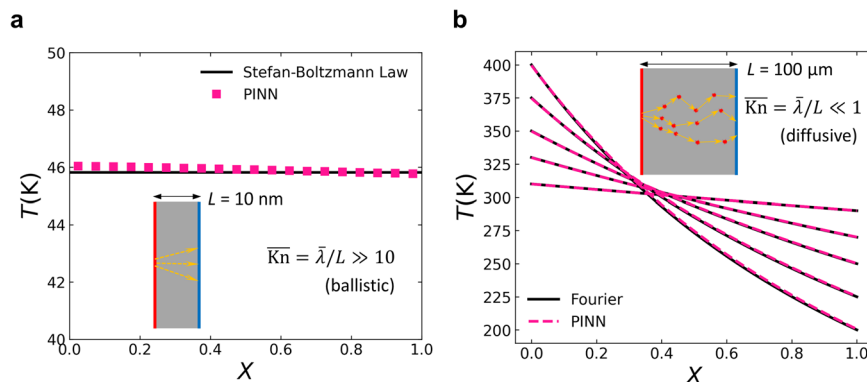 a
50
48
46
44
42
40
T(K)
Stefan-Boltzmann Law
PINN
L = 10 nm
K̅n̅ = λ̄/L ≫ 10
(ballistic)
0.0 0.2 0.4 0.6 0.8 1.0
X
b
400
375
350
325
300
275
250
225
200
T(K)
L = 100 μm
K̅n̅ = λ̄/L ≪ 1
(diffusive)
Fourier
PINN
0.0 0.2 0.4 0.6 0.8 1.0
X